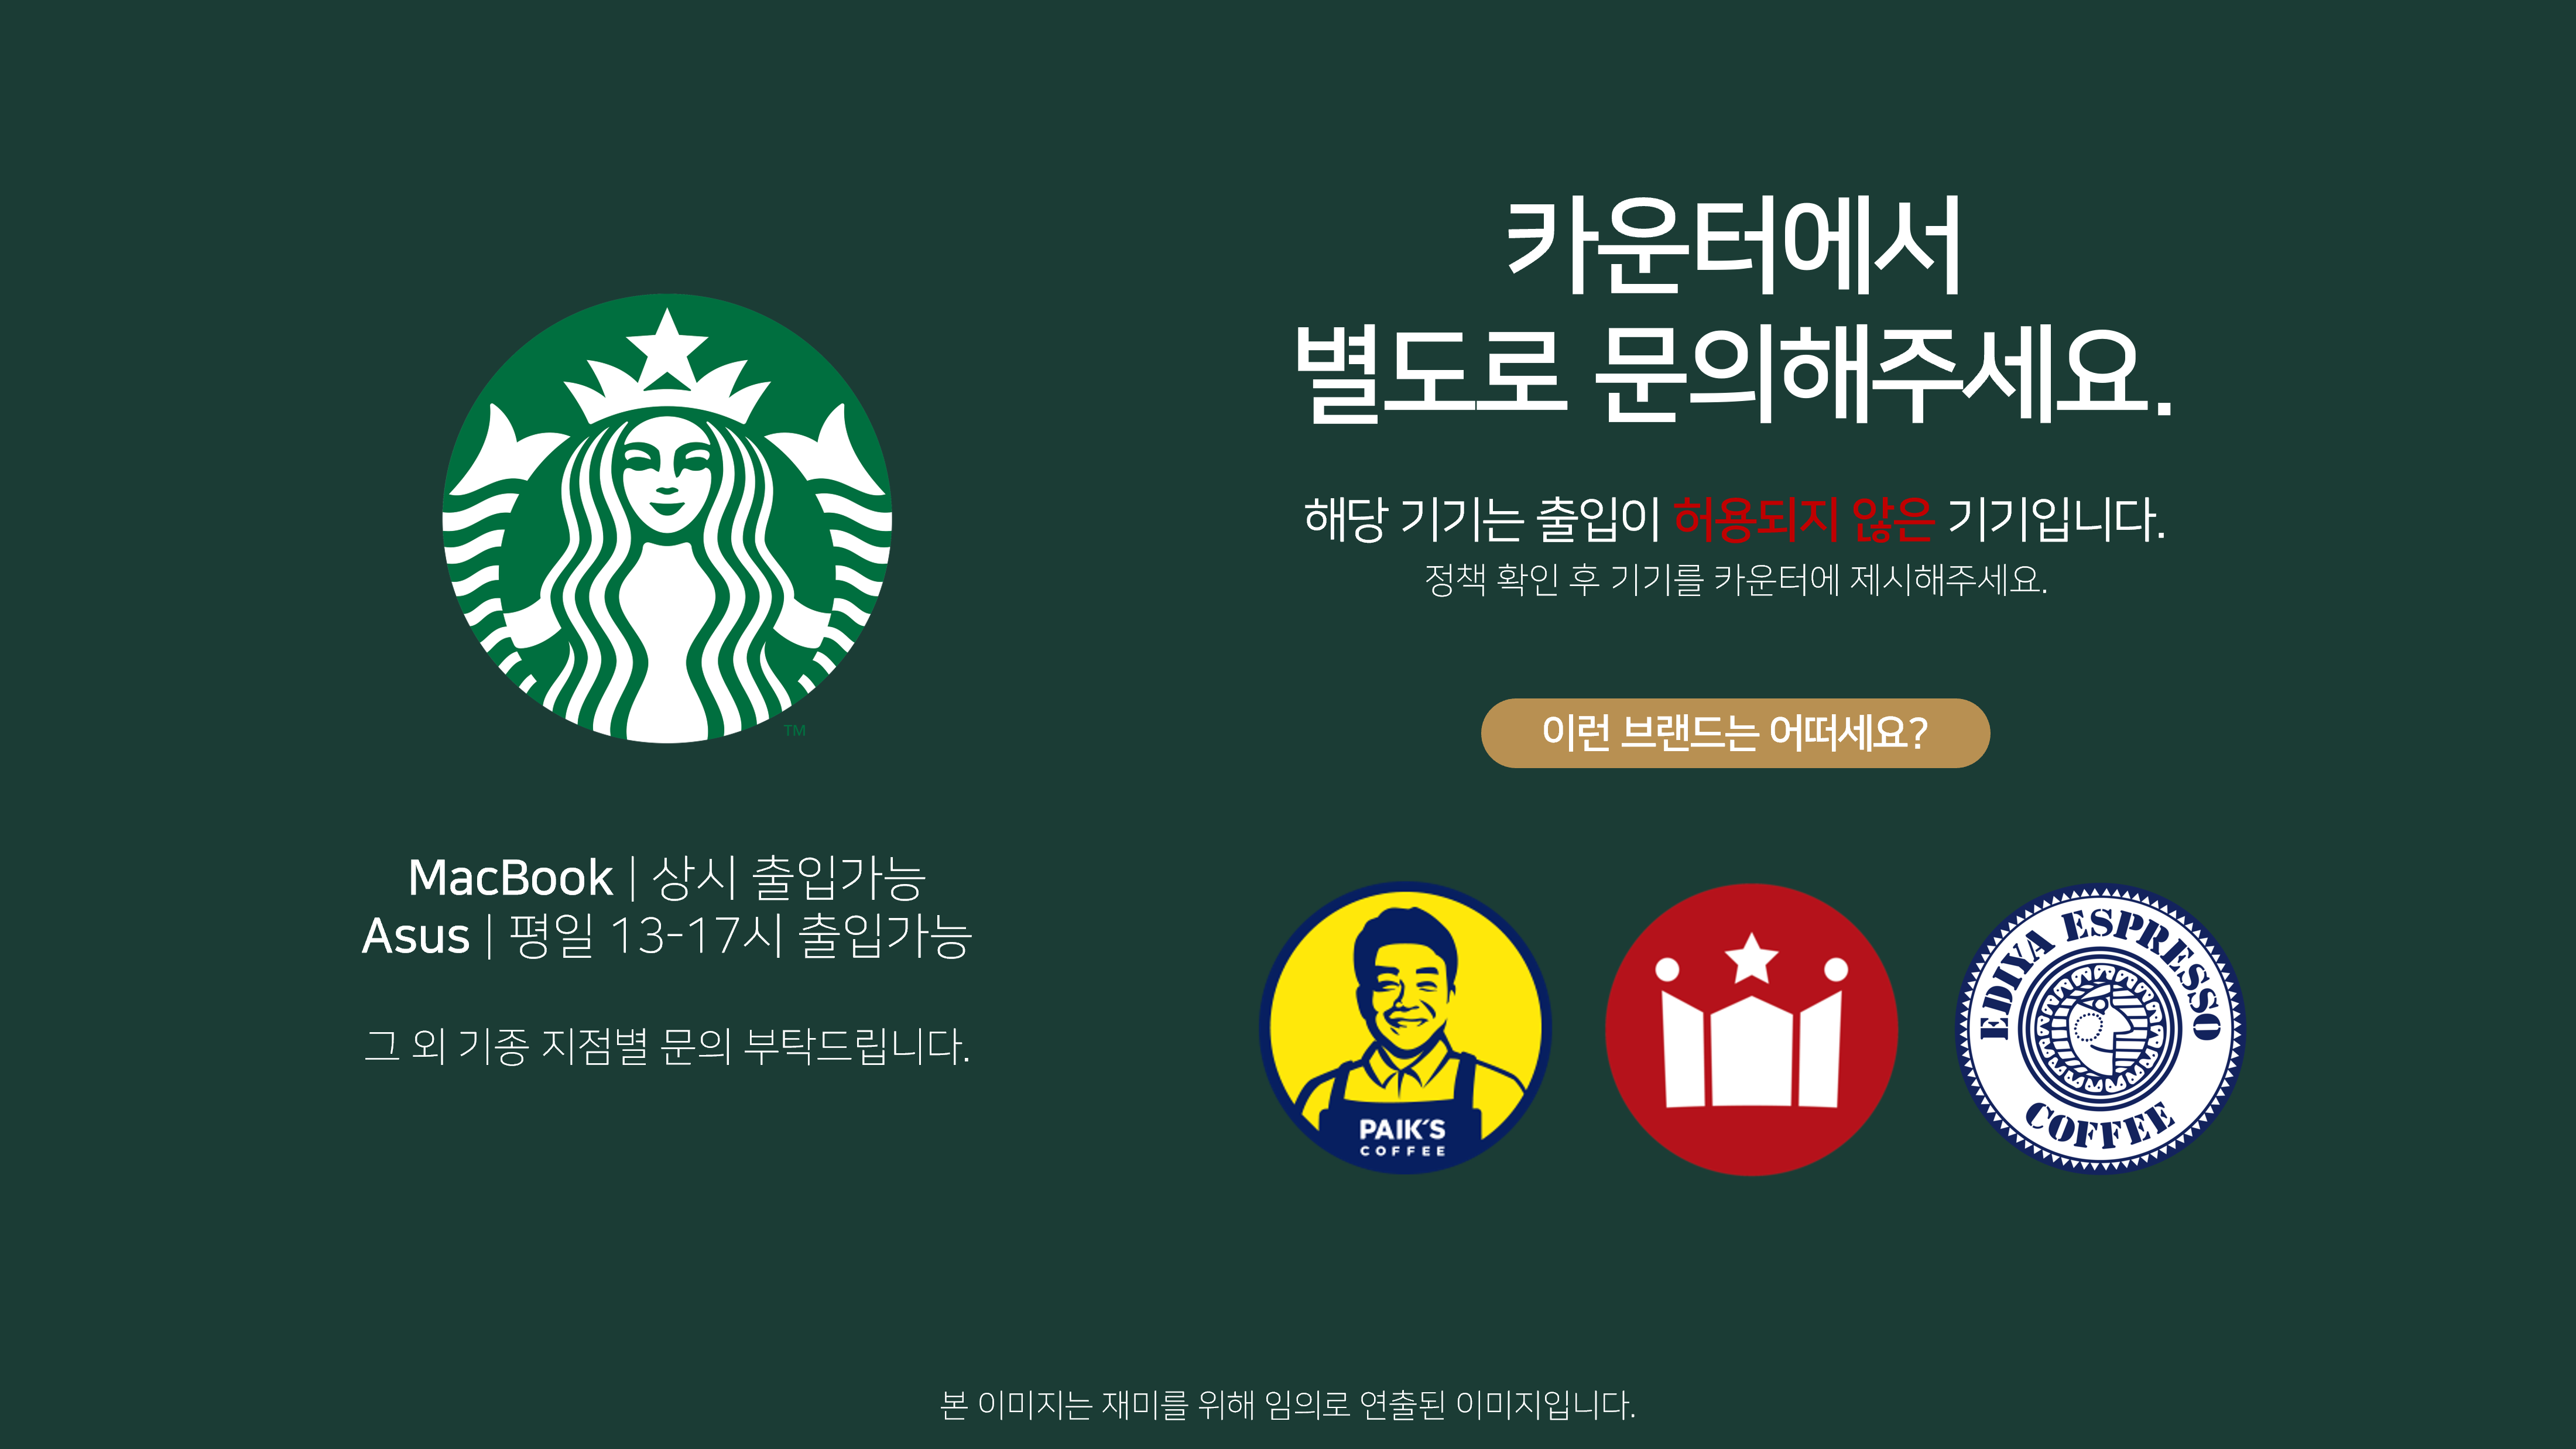 카운터에서
별도로 문의해주세요.
해당 기기는 출입이 허용되지 않은 기기입니다.
정책 확인 후 기기를 카운터에 제시해주세요.
이런 브랜드는 어떠세요?
TM
MacBook | 상시 출입가능
Asus | 평일 13-17시 출입가능
그 외 기종 지점별 문의 부탁드립니다.
PAIK'S
COFFEE
EDIYA ESPRESSO
COFFEE
본 이미지는 재미를 위해 임의로 연출된 이미지입니다.